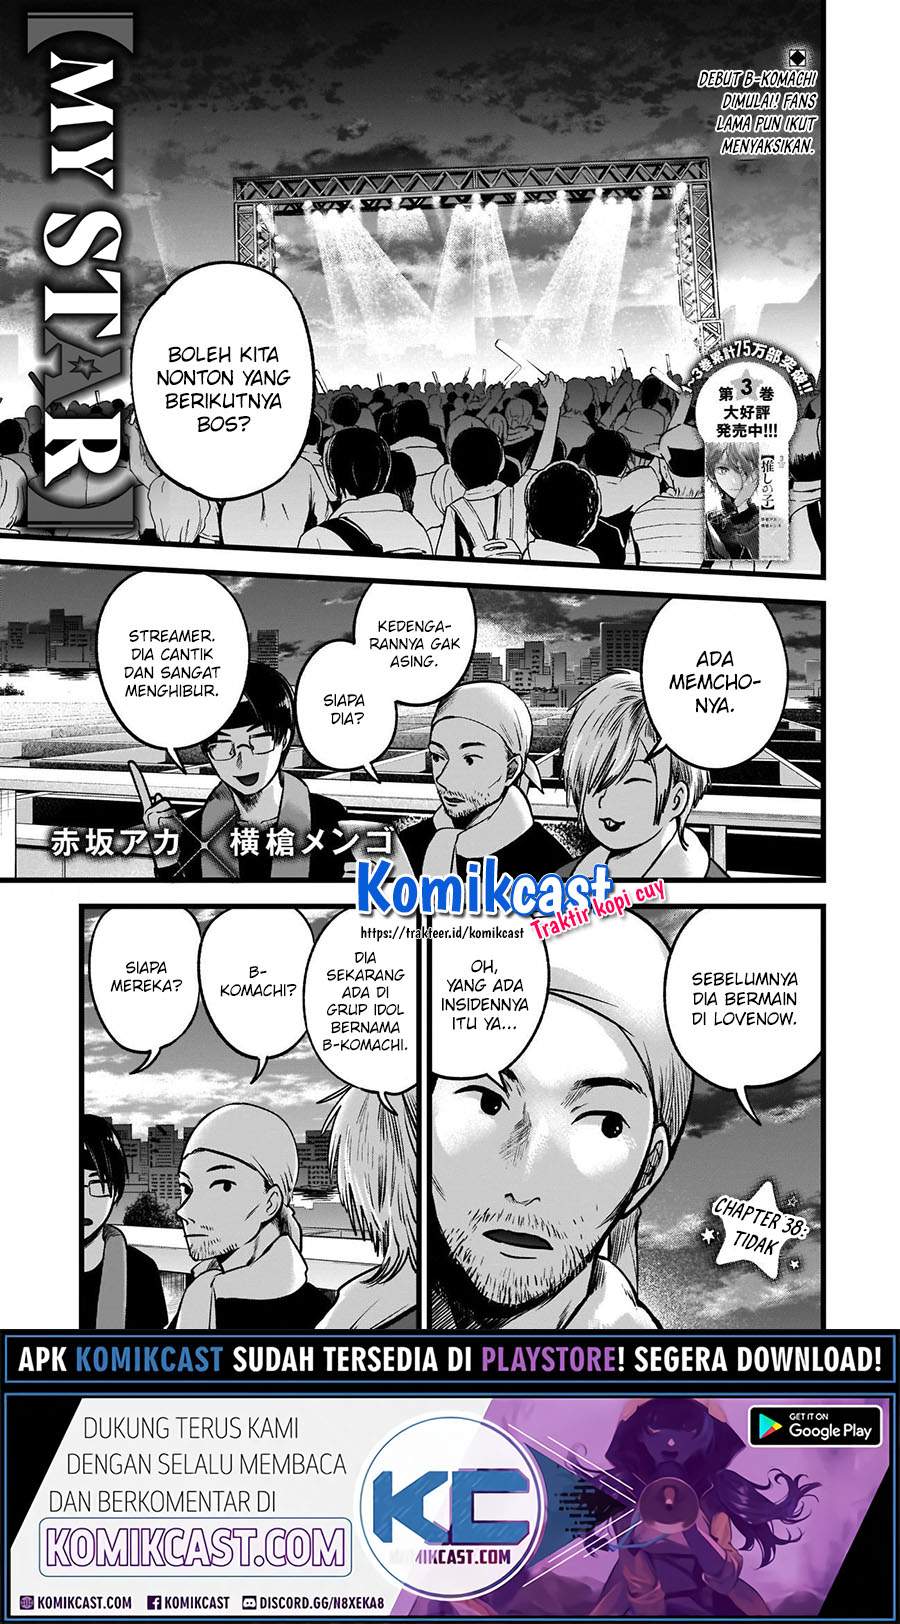 【MY STAR】
DEBUT B-KOMACHI
DIMULAI! FANS
LAMA PUN IKUT
MENYAKSIKAN.
BOLEH KITA
NONTON YANG
BERIKUTNYA
BOS?
1~3巻累計75万部突破!!
第3巻
大好評
発売中!!!
【推しの子】
ADA
MEMCHO-
NYA.
KEDENGA-
RANNYA GAK
ASING.
SIAPA
DIA?
STREAMER.
DIA CANTIK
DAN SANGAT
MENGHIBUR.
赤坂アカ×横槍メンゴ
Komikcast
Traktir kopi cuy
https://trakteer.id/komikcast
SEBELUMNYA
DIA BERMAIN
DI LOVENOW.
OH,
YANG ADA
INSIDENNYA
ITU YA...
CHAPTER 38:
TIDAK
DIA
SEKARANG
ADA DI
GRUP IDOL
BERNAMA
B-KOMACHI.
B-
KOMACHI?
SIAPA
MEREKA?
APK KOMIKCAST SUDAH TERSEDIA DI PLAYSTORE! SEGERA DOWNLOAD!
DUKUNG TERUS KAMI
DENGAN SELALU MEMBACA
DAN BERKOMENTAR DI
KOMIKCAST.COM
KC
KOMIKCAST.COM
GET IT ON
Google Play
KOMIKCAST.COM
KOMIKCAST
DISCORD.GG/N8XEKA8